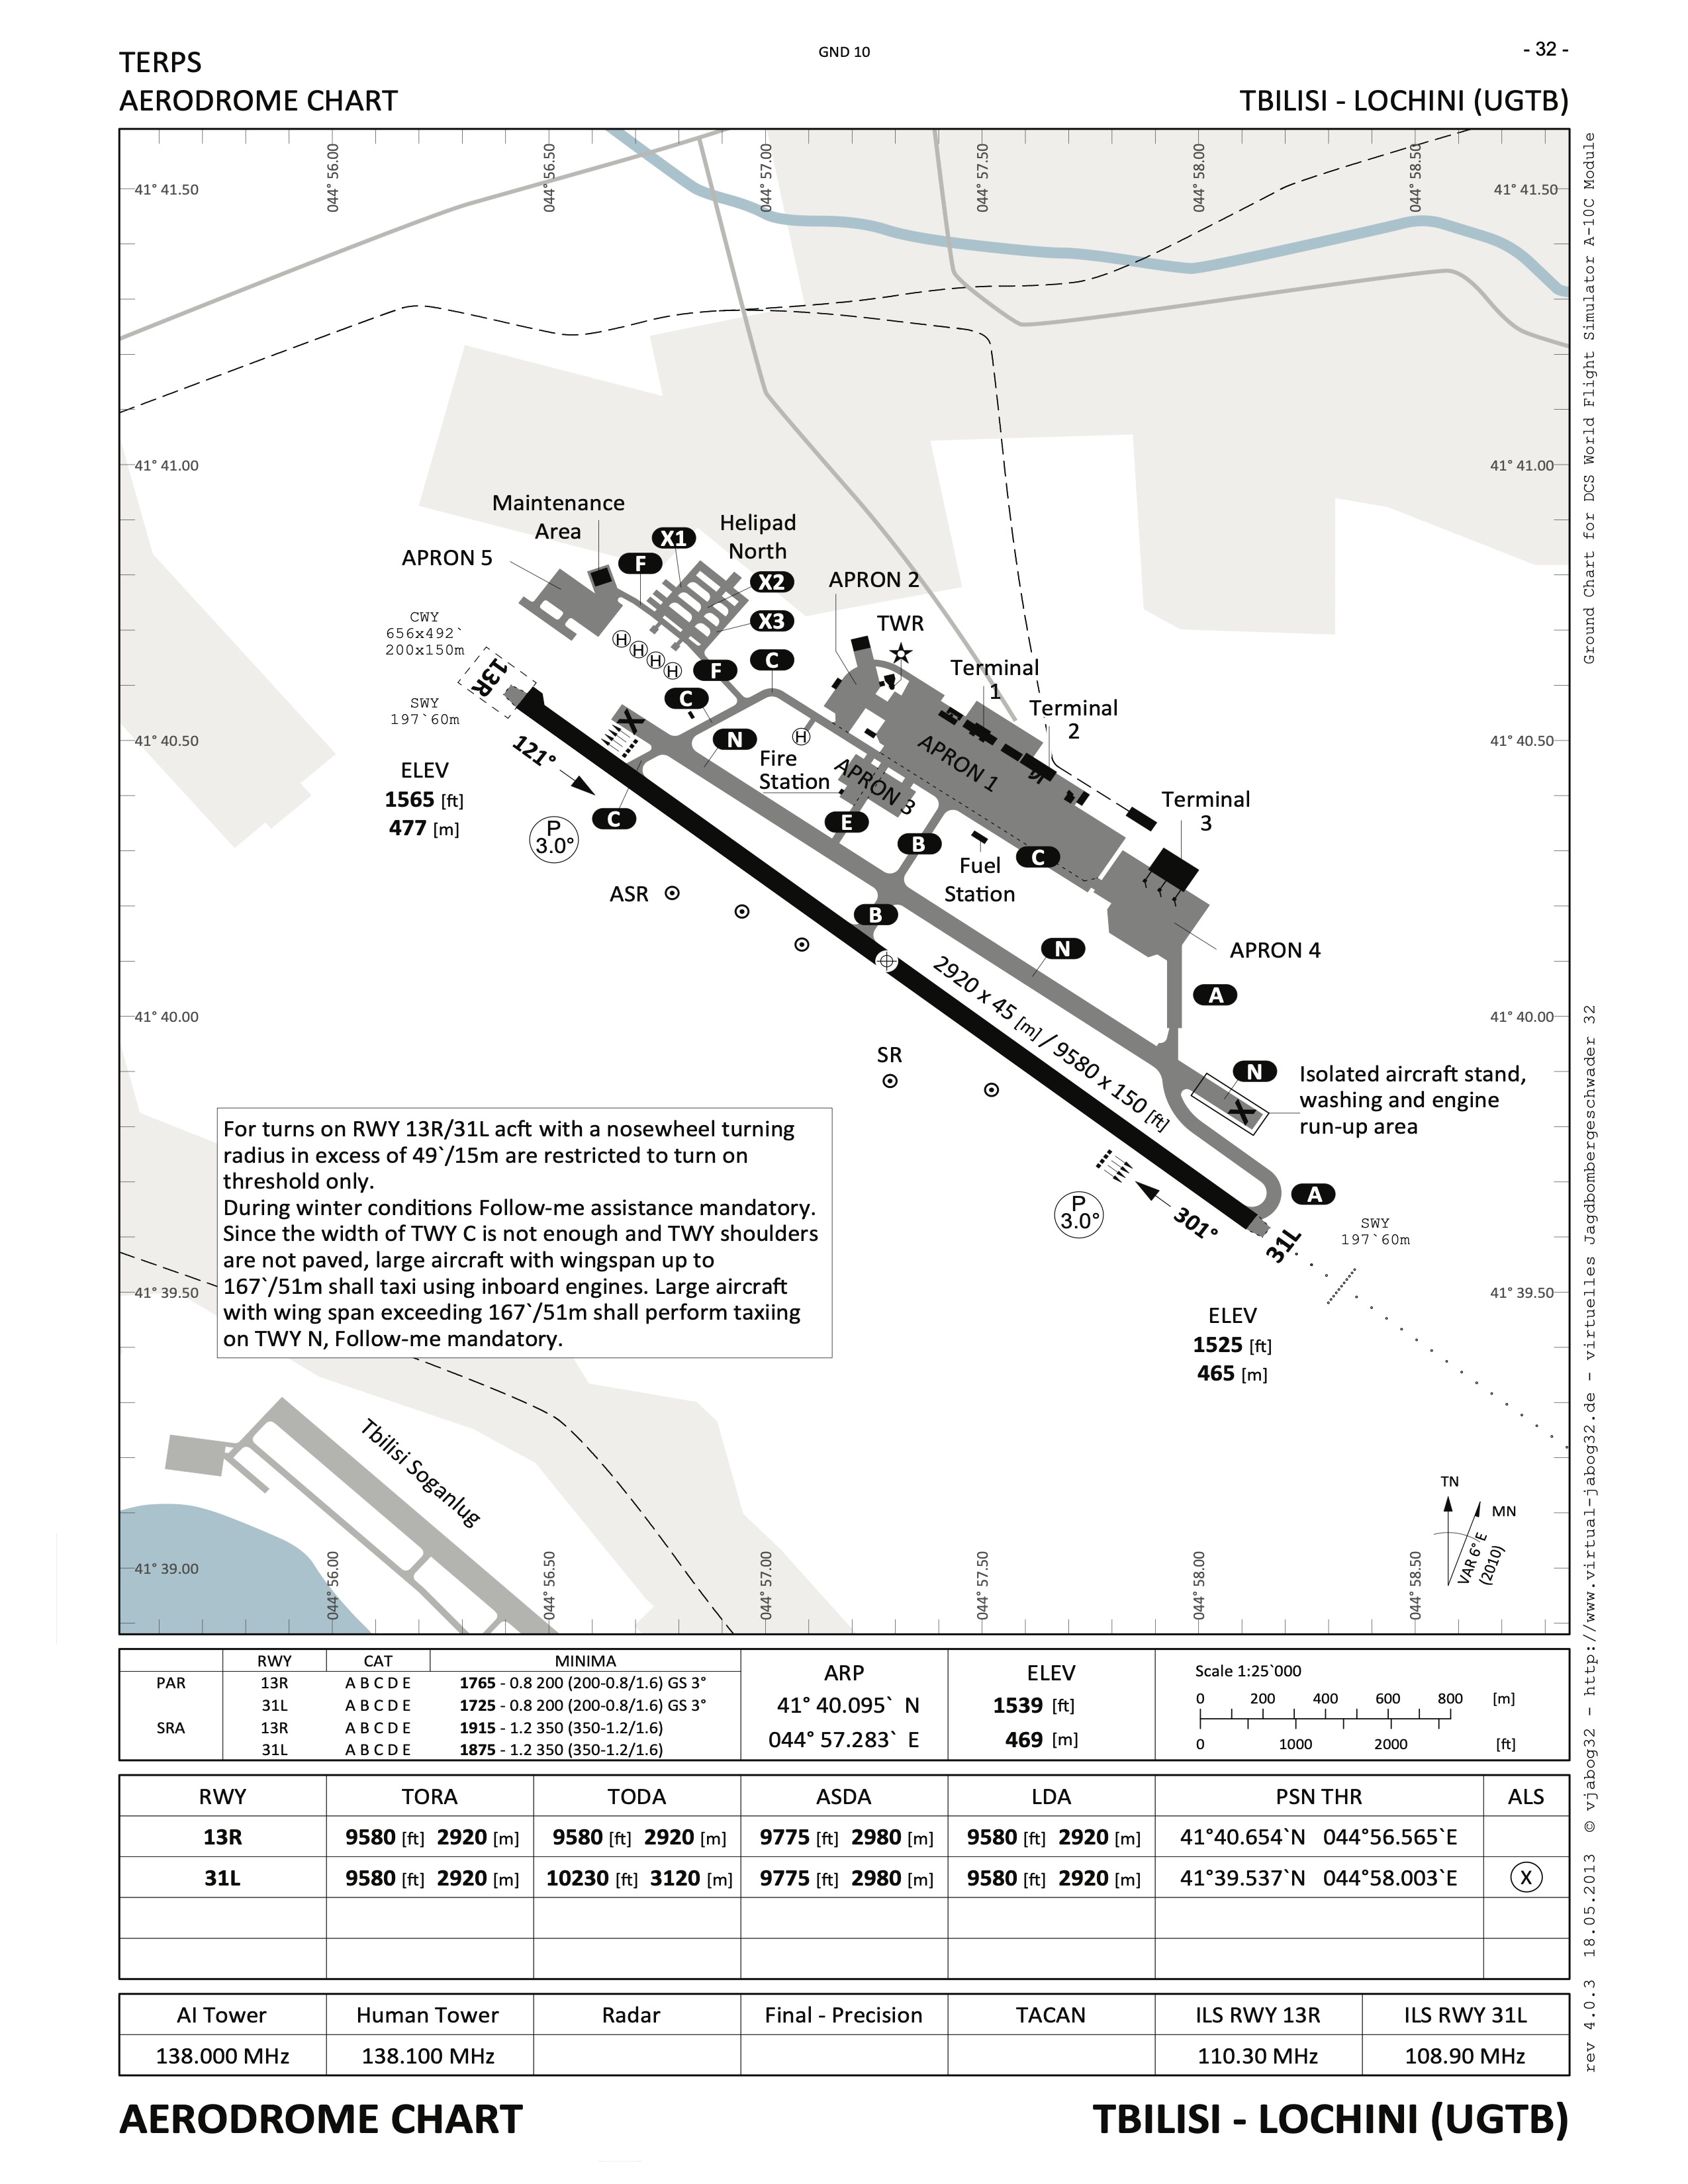 TERPS
GND 10
- 32 -
AERODROME CHART
TBILISI - LOCHINI (UGTB)
044° 56.00
044° 56.50
044° 57.00
044° 57.50
044° 58.00
044° 58.50
41° 41.50
41° 41.50
41° 41.00
41° 41.00
Maintenance
Area
X1
Helipad
North
APRON 5
F
X2
APRON 2
CWY
656x492`
200x150m
X3
TWR
H
H
H
H
F
C
Terminal
1
13R
C
Terminal
2
SWY
197`60m
X
41° 40.50
41° 40.50
N
H
121°
Fire
Station
APRON 3
APRON 1
ELEV
1565 [ft]
477 [m]
Terminal
3
C
P
3.0°
E
B
C
Fuel
Station
ASR
B
N
APRON 4
2920 x 45 [m] / 9580 x 150 [ft]
A
41° 40.00
41° 40.00
SR
N
Isolated aircraft stand,
washing and engine
run-up area
X
For turns on RWY 13R/31L acft with a nosewheel turning
radius in excess of 49`/15m are restricted to turn on
threshold only.
During winter conditions Follow-me assistance mandatory.
Since the width of TWY C is not enough and TWY shoulders
are not paved, large aircraft with wingspan up to
167`/51m shall taxi using inboard engines. Large aircraft
with wing span exceeding 167`/51m shall perform taxiing
on TWY N, Follow-me mandatory.
P
3.0°
301°
A
31L
SWY
197`60m
41° 39.50
41° 39.50
ELEV
1525 [ft]
465 [m]
Tbilisi Soganlug
TN
MN
VAR 6° E
(2010)
41° 39.00
044° 56.00
044° 56.50
044° 57.00
044° 57.50
044° 58.00
044° 58.50
RWY CAT MINIMA
PAR 13R A B C D E 1765 - 0.8 200 (200-0.8/1.6) GS 3°
31L A B C D E 1725 - 0.8 200 (200-0.8/1.6) GS 3°
SRA 13R A B C D E 1915 - 1.2 350 (350-1.2/1.6)
31L A B C D E 1875 - 1.2 350 (350-1.2/1.6)
ARP
41° 40.095` N
044° 57.283` E
ELEV
1539 [ft]
469 [m]
Scale 1:25`000
0 200 400 600 800 [m]
0 1000 2000 [ft]
RWY TORA TODA ASDA LDA PSN THR ALS
13R 9580 [ft] 2920 [m] 9580 [ft] 2920 [m] 9775 [ft] 2980 [m] 9580 [ft] 2920 [m] 41°40.654`N 044°56.565`E
31L 9580 [ft] 2920 [m] 10230 [ft] 3120 [m] 9775 [ft] 2980 [m] 9580 [ft] 2920 [m] 41°39.537`N 044°58.003`E X
AI Tower Human Tower Radar Final - Precision TACAN ILS RWY 13R ILS RWY 31L
138.000 MHz 138.100 MHz 110.30 MHz 108.90 MHz
AERODROME CHART
TBILISI - LOCHINI (UGTB)
rev 4.0.3 18.05.2013 © vjabog32 - http://www.virtual-jabog32.de - virtuelles Jagdbombergeschwader 32
Ground Chart for DCS World Flight Simulator A-10C Module